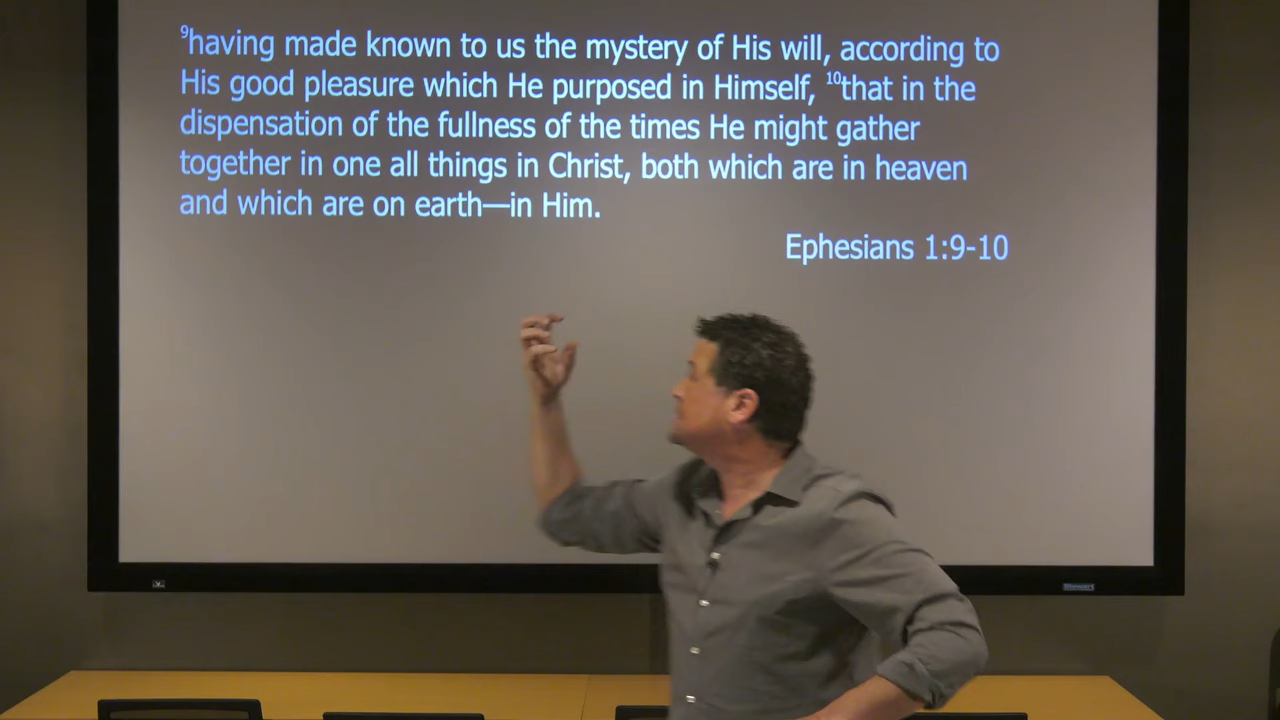 ⁹having made known to us the mystery of His will, according to
His good pleasure which He purposed in Himself, ¹⁰that in the
dispensation of the fullness of the times He might gather
together in one all things in Christ, both which are in heaven
and which are on earth—in Him.
Ephesians 1:9-10